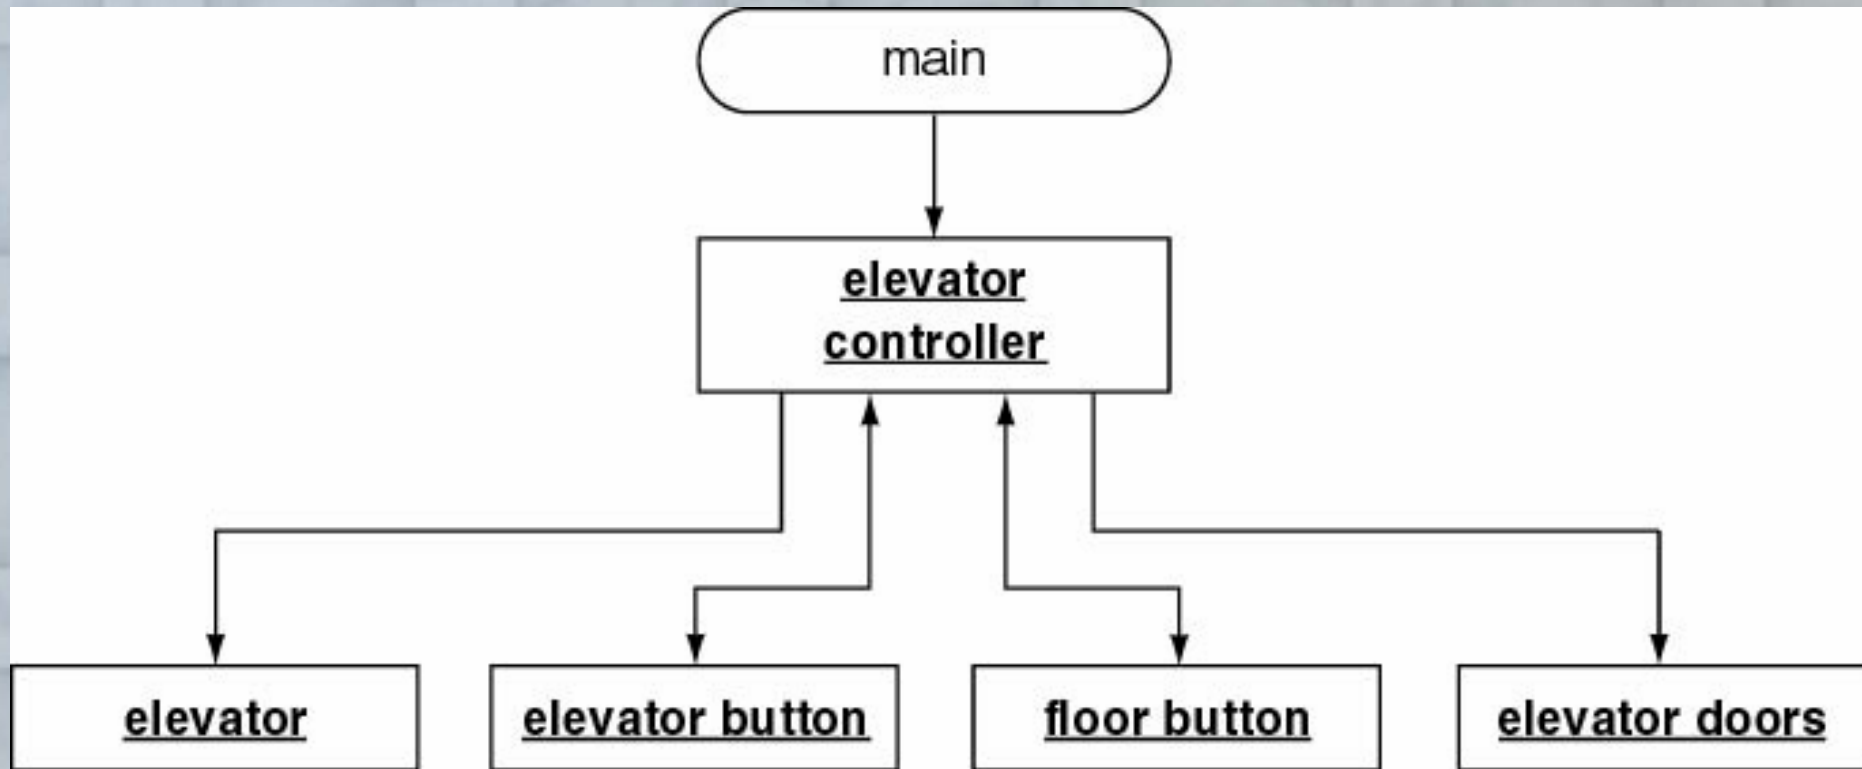 main
elevator
controller
elevator
elevator button
floor button
elevator doors